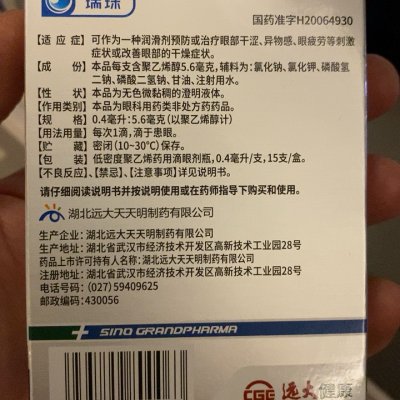 瑞珠
国药准字H20064930
【适 应 症】可作为一种润滑剂预防或治疗眼部干涩、异物感、眼疲劳等刺激
症状或改善眼部的干燥症状。
【成 份】本品每支含聚乙烯醇5.6毫克,辅料为:氯化钠、氯化钾、磷酸氢
二钠、磷酸二氢钠、甘油、注射用水。
【性 状】本品为无色微黏稠的澄明液体。
【作用类别】本品为眼科用药类非处方药药品。
【规 格】0.4毫升:5.6毫克(以聚乙烯醇计)
【用法用量】每次1滴,滴于患眼。
【贮 藏】密闭(10~30℃)保存。
【包 装】低密度聚乙烯药用滴眼剂瓶,0.4毫升/支,15支/盒。
【不良反应】、【禁忌】、【注意事项】详见说明书。
请仔细阅读说明书并按说明使用或在药师指导下购买和使用。
湖北远大天天明制药有限公司
生产企业:湖北远大天天明制药有限公司
生产地址:湖北省武汉市经济技术开发区高新技术工业园28号
药品上市许可持有人名称:湖北远大天天明制药有限公司
注册地址:湖北省武汉市经济技术开发区高新技术工业园28号
电话号码:(027)59409625
邮政编码:430056
SINO GRANDPHARMA
CGE 远大健康